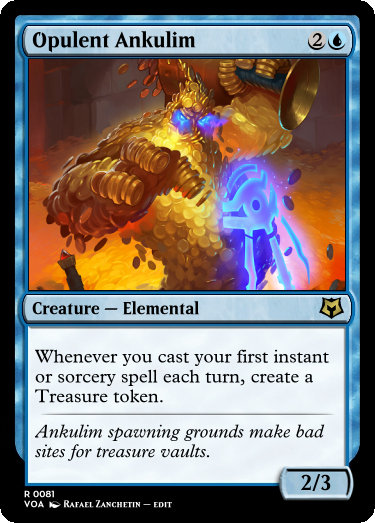 Opulent Ankulim 2
Creature — Elemental
Whenever you cast your first instant
or sorcery spell each turn, create a
Treasure token.
Ankulim spawning grounds make bad
sites for treasure vaults.
2/3
R 0081
VOA Rafael Zanchetin — EDIT